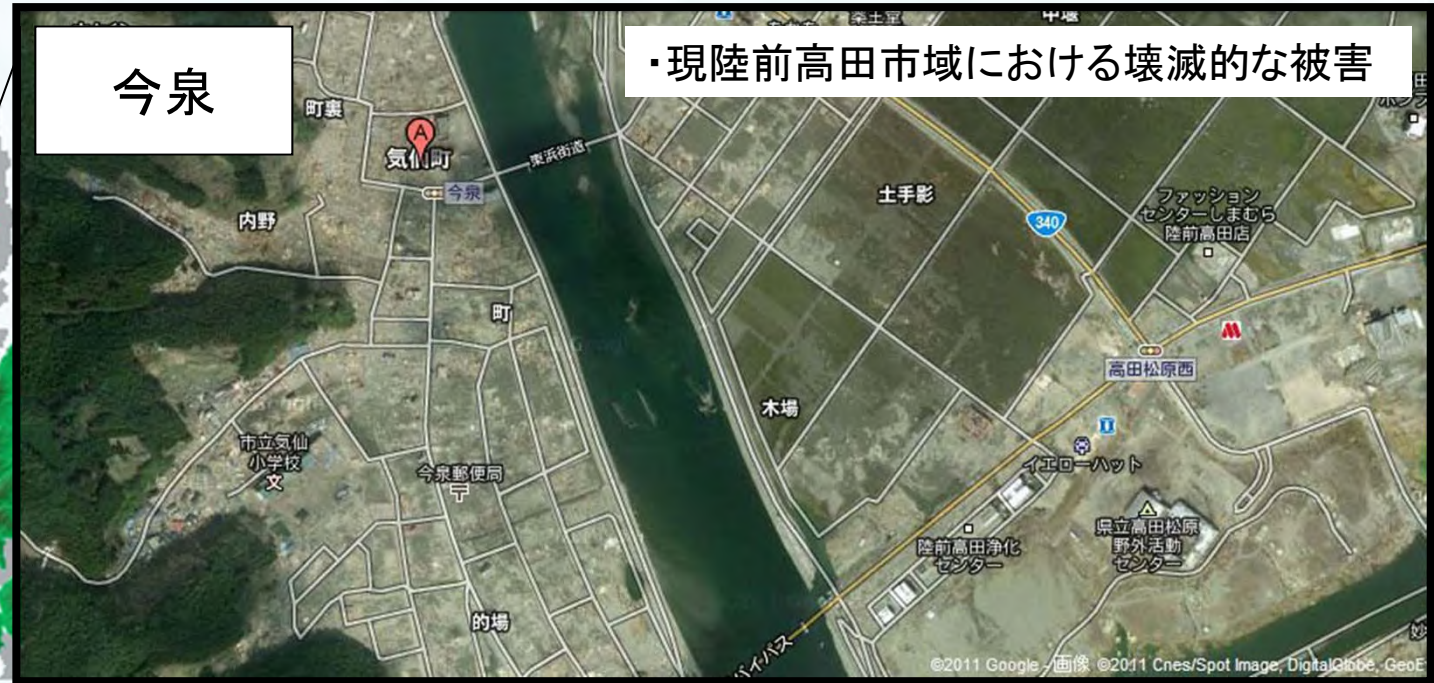 今泉
・現陸前高田市域における壊滅的な被害
中堰
町裏
A
気仙町
東浜街道
今泉
土手影
340
ファッション
センターしまむら
陸前高田店
内野
町
高田松原西
木場
市立気仙
小学校
文
今泉郵便局
〒
イエローハット
陸前高田浄化
センター
県立高田松原
野外活動
センター
的場
バイパス
©2011 Google - 画像 ©2011 Cnes/Spot Image, DigitalGlobe, GeoE